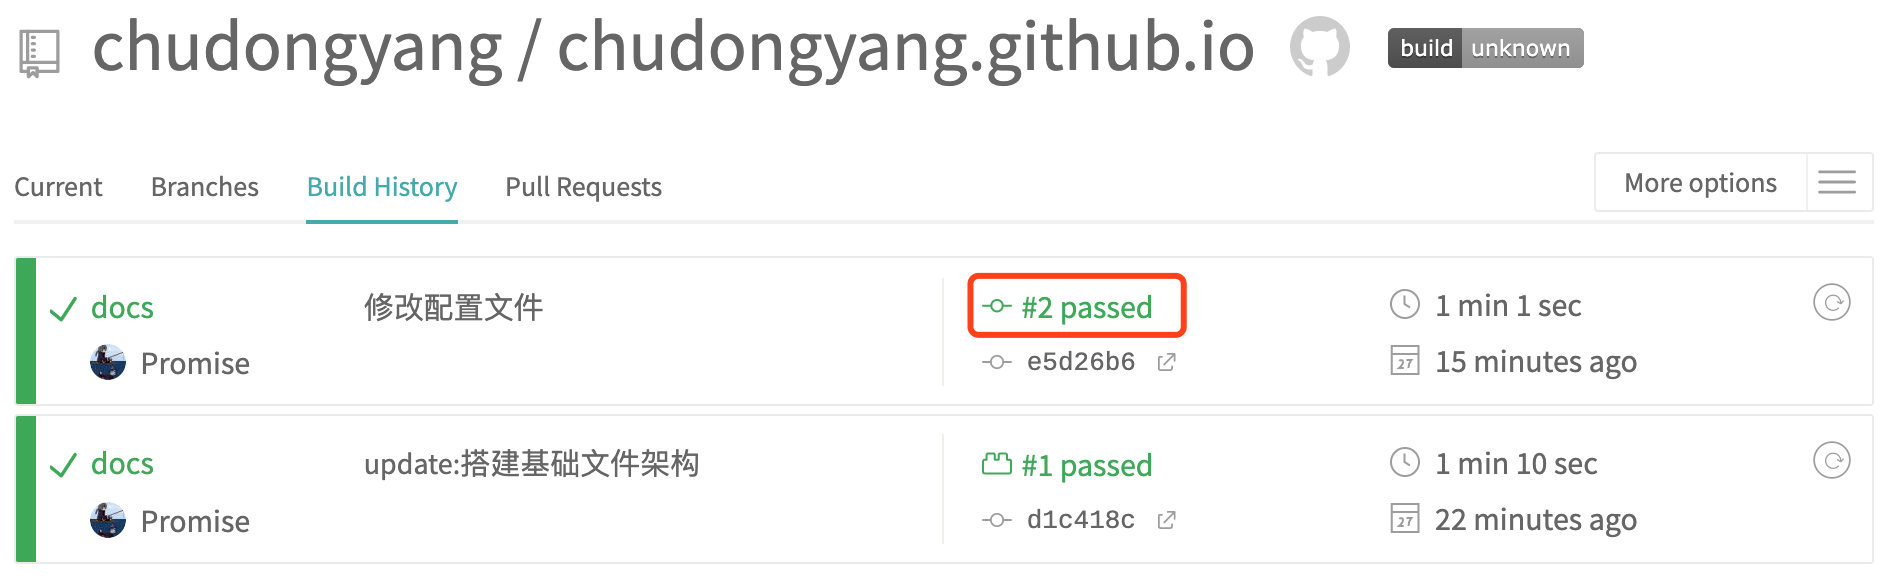 chudongyang / chudongyang.github.io build unknown
Current Branches Build History Pull Requests More options
docs 修改配置文件 #2 passed 1 min 1 sec
Promise e5d26b6 27 15 minutes ago
docs update:搭建基础文件架构 #1 passed 1 min 10 sec
Promise d1c418c 27 22 minutes ago